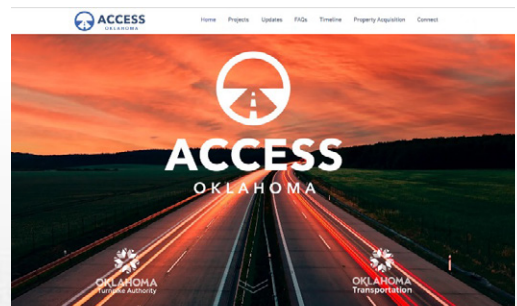 ACCESS
OKLAHOMA
Home Projects Updates FAQs Timeline Property Acquisition Connect
ACCESS
OKLAHOMA
OKLAHOMA
Turnpike Authority
OKLAHOMA
Transportation